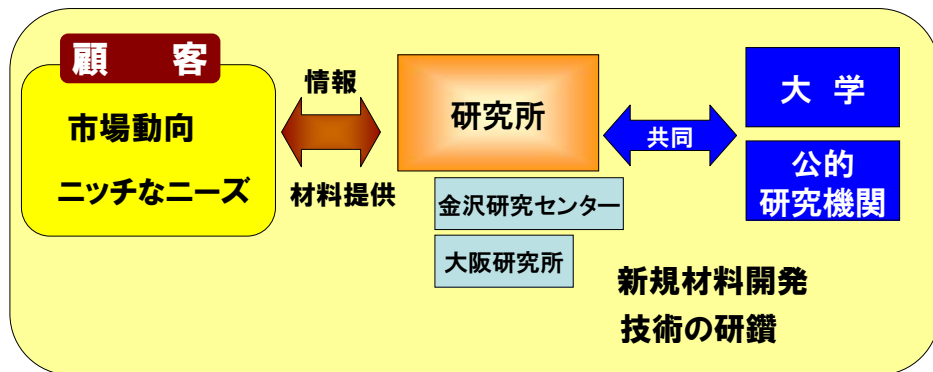 顧　客
市場動向
ニッチなニーズ
情報
材料提供
研究所
金沢研究センター
大阪研究所
共同
大 学
公的
研究機関
新規材料開発
技術の研鑽